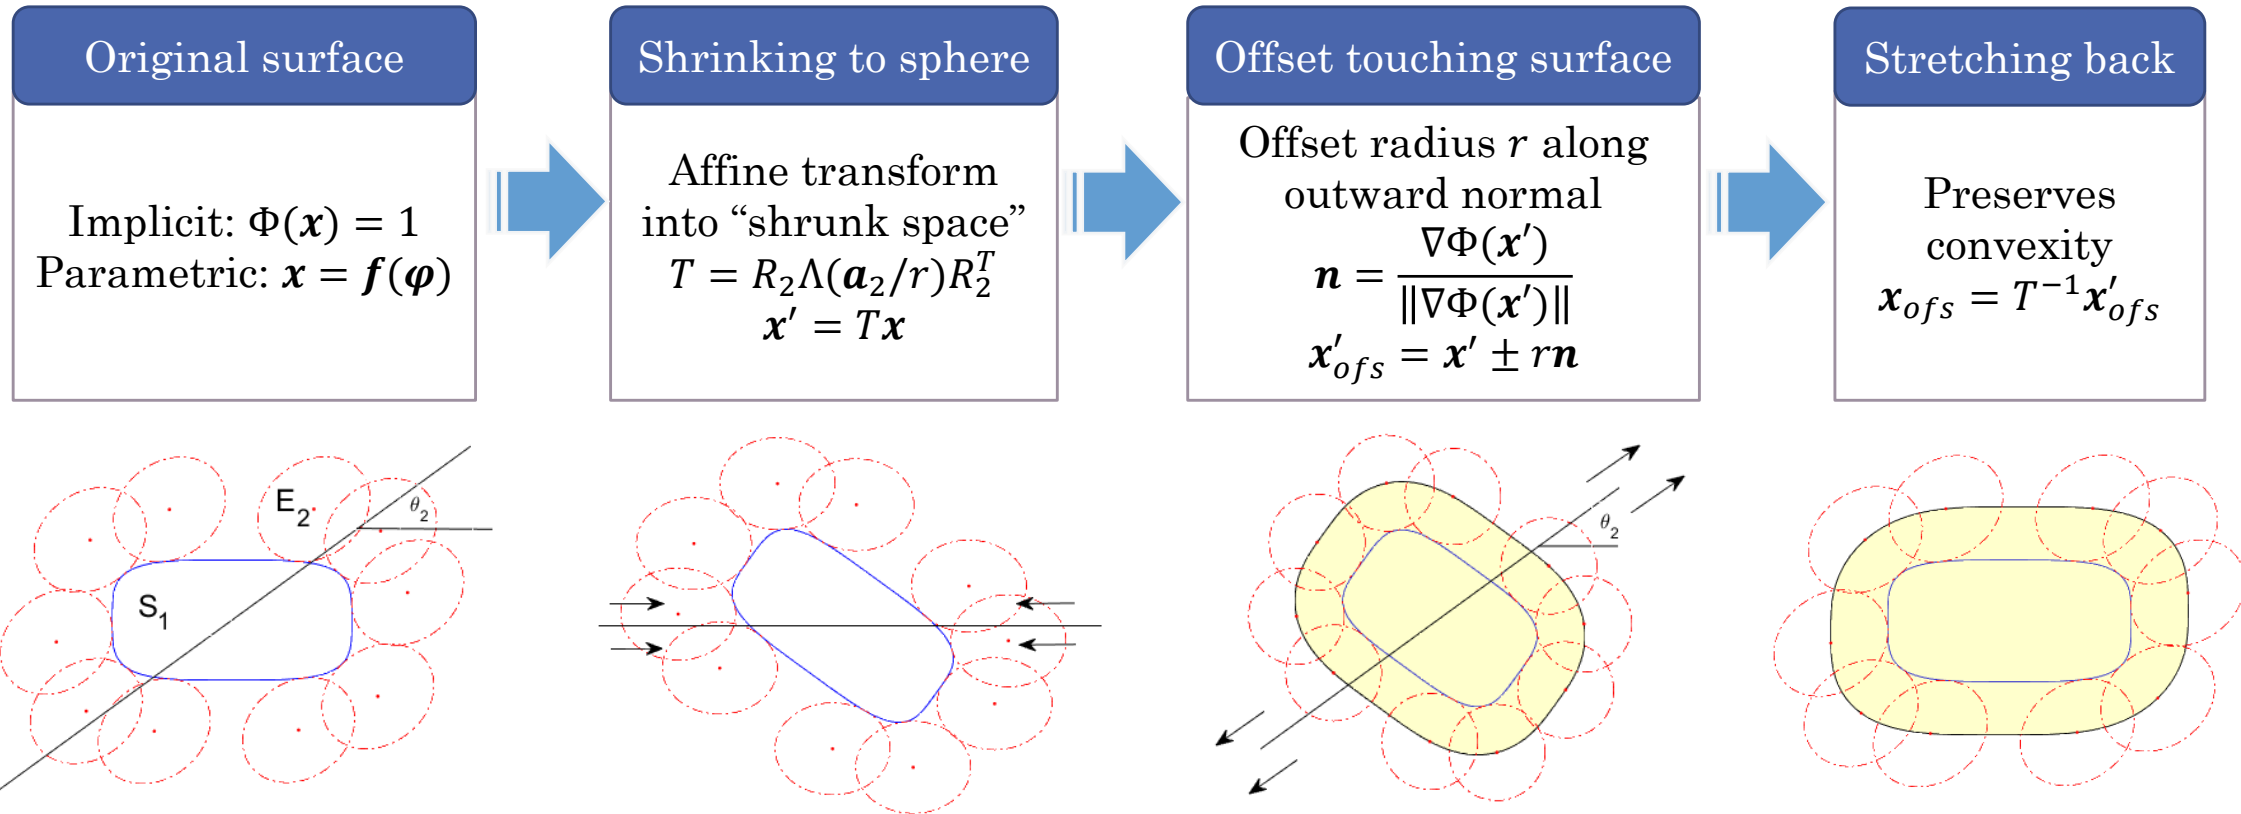 Original surface
Implicit: Φ(𝒙) = 1
Parametric: 𝒙 = 𝒇(𝝋)
Shrinking to sphere
Affine transform
into “shrunk space”
T = R₂Λ(𝒂₂/r)R₂ᵀ
𝒙′ = T𝒙
Offset touching surface
Offset radius r along
outward normal
𝒏 = ∇Φ(𝒙′) / ‖∇Φ(𝒙′)‖
𝒙′ₒfₛ = 𝒙′ ± r𝒏
Stretching back
Preserves
convexity
𝒙ₒfₛ = T⁻¹𝒙′ₒfₛ
E₂
θ₂
S₁
θ₂